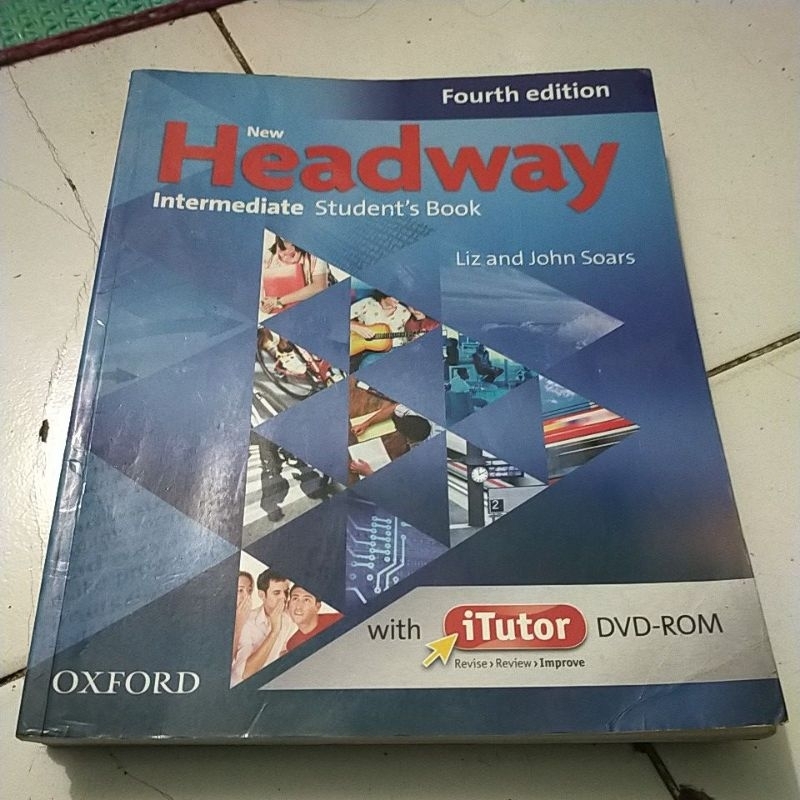 Fourth edition
New
Headway
Intermediate Student's Book
Liz and John Soars
2
with iTutor DVD-ROM
Revise › Review › Improve
OXFORD